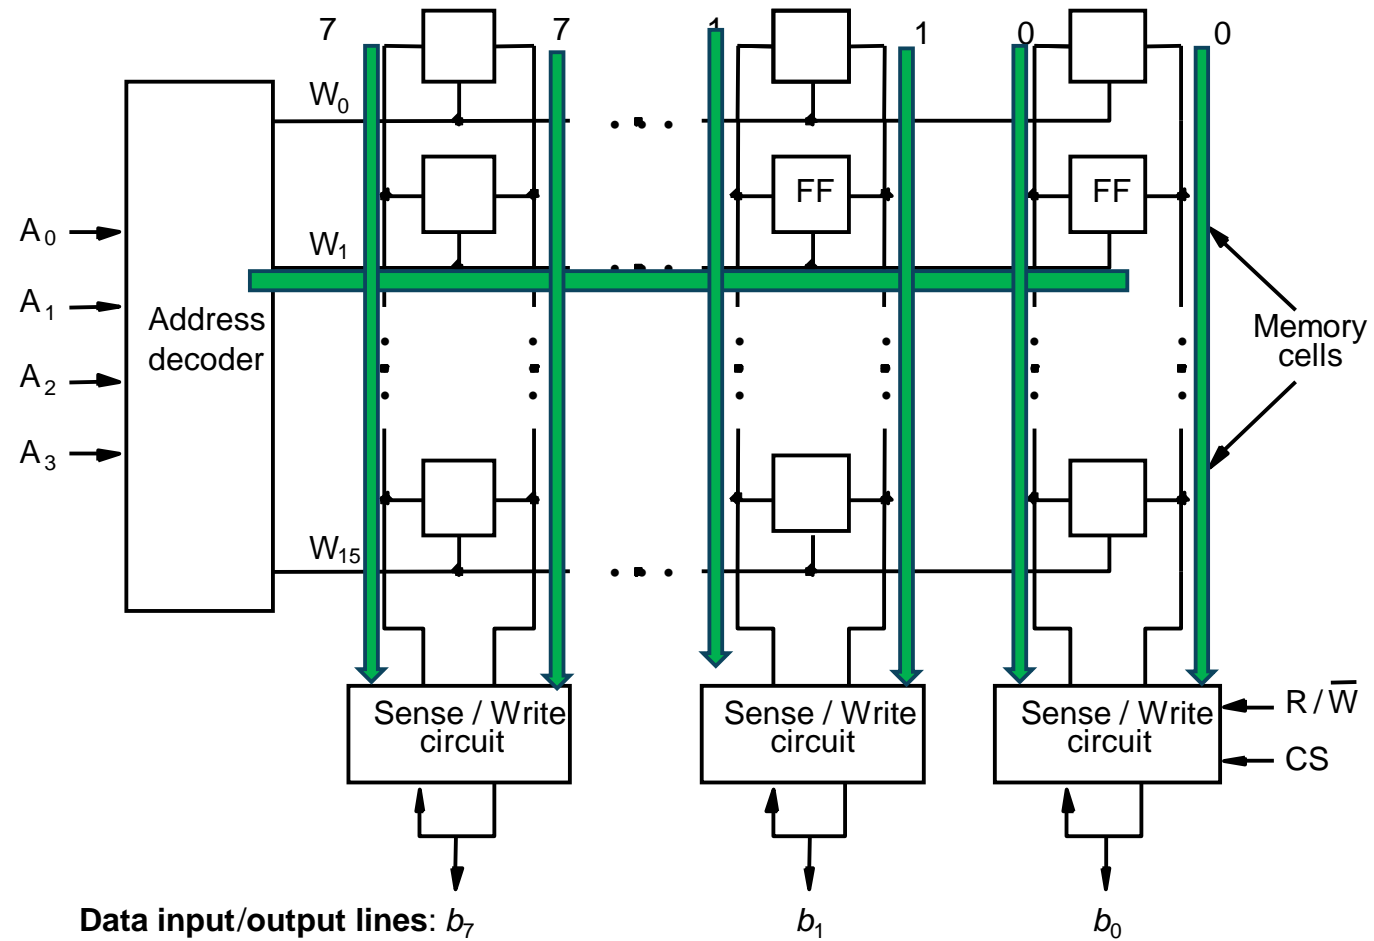 7 7 1 1 0 0
W0
FF FF
A0
W1
A1
Address
decoder
Memory
cells
A2
A3
W15
R / W̅
Sense / Write
circuit
Sense / Write
circuit
Sense / Write
circuit
CS
Data input/output lines: b7 b1 b0